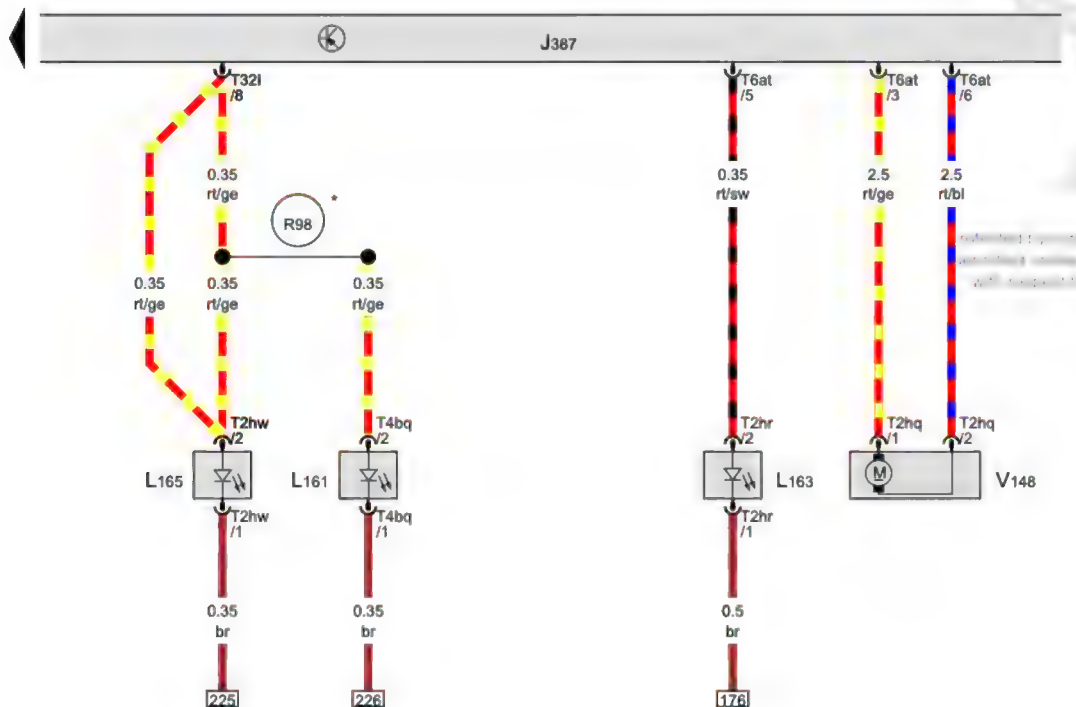 J387
T32l
/8
T6at
/5
T6at
/3
T6at
/6
0.35
rt/ge
0.35
rt/sw
2.5
rt/ge
2.5
rt/bl
R98
*
0.35
rt/ge
0.35
rt/ge
0.35
rt/ge
T2hw
/2
T4bq
/2
T2hr
/2
T2hq
/1
T2hq
/2
L165
L161
L163
M
V148
T2hw
/1
T4bq
/1
T2hr
/1
0.35
br
0.35
br
0.5
br
225
226
176